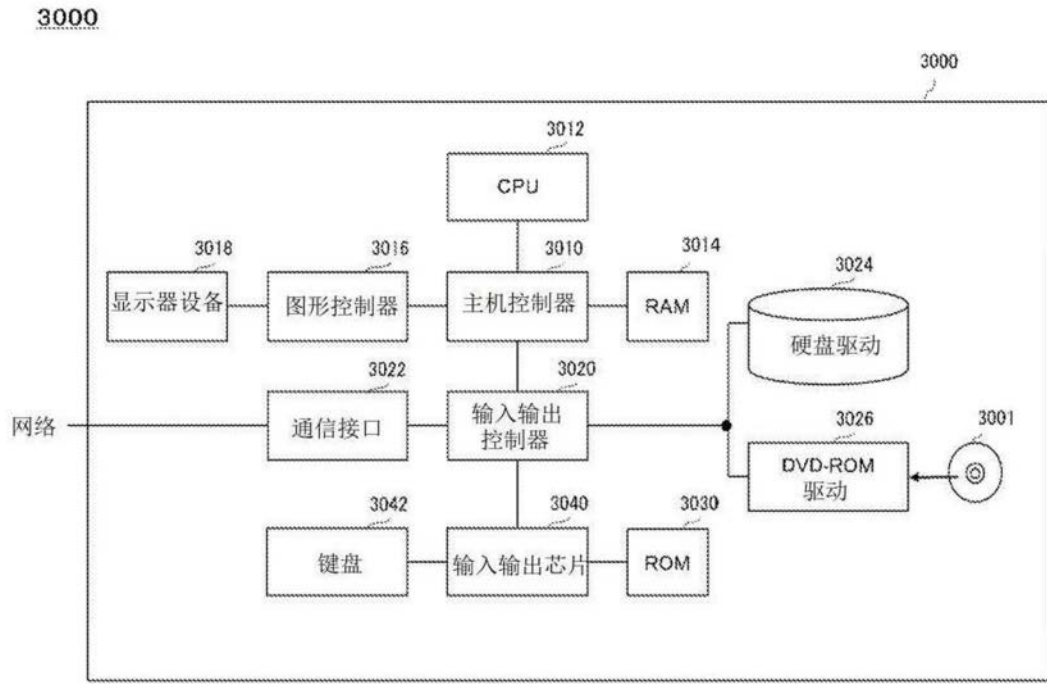 3000
3000
3012
CPU
3018
3016
3010
3014
显示器设备
图形控制器
主机控制器
RAM
3024
硬盘驱动
3022
3020
网络
通信接口
输入输出
控制器
3026
3001
DVD-ROM
驱动
3042
3040
3030
键盘
输入输出芯片
ROM